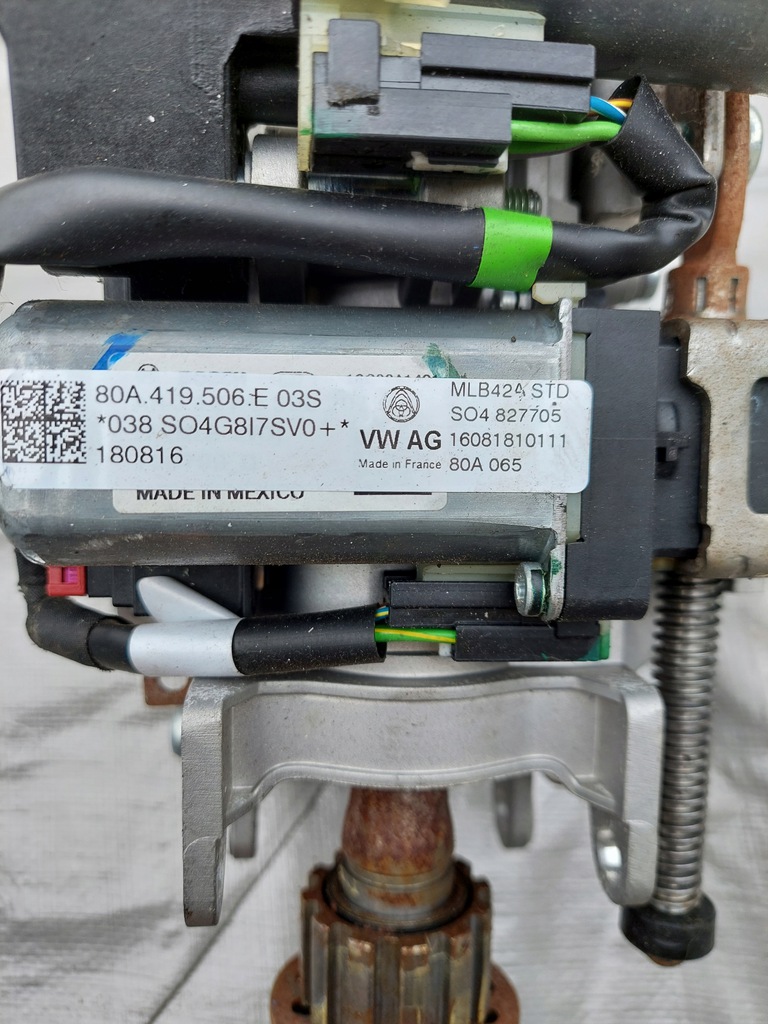 80A.419.506.E 03S
*038 SO4G8I7SV0+*
180816
VW AG
Made in France
MLB42A STD
SO4 827705
16081810111
80A 065
MADE IN MEXICO